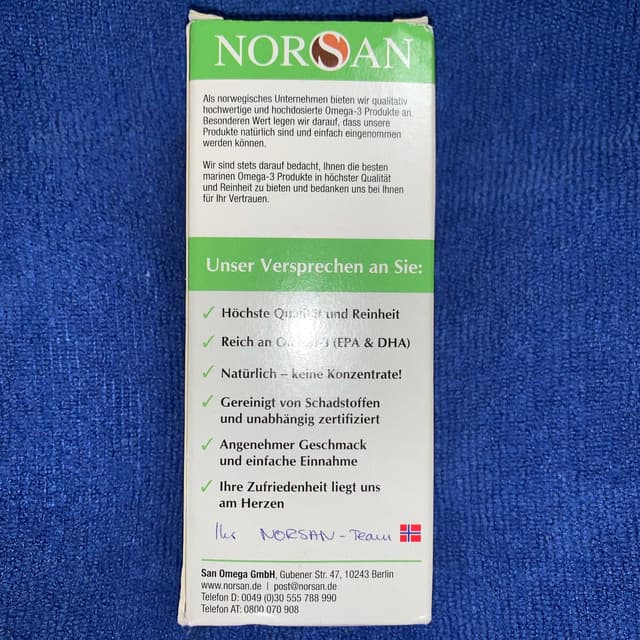 NORSAN
Als norwegisches Unternehmen bieten wir qualitativ
hochwertige und hochdosierte Omega-3 Produkte an.
Besonderen Wert legen wir darauf, dass unsere
Produkte natürlich sind und einfach eingenommen
werden können.
Wir sind stets darauf bedacht, Ihnen die besten
marinen Omega-3 Produkte in höchster Qualität
und Reinheit zu bieten und bedanken uns bei Ihnen
für Ihr Vertrauen.
Unser Versprechen an Sie:
✓ Höchste Qualität und Reinheit
✓ Reich an Omega-3 (EPA & DHA)
✓ Natürlich – keine Konzentrate!
✓ Gereinigt von Schadstoffen
und unabhängig zertifiziert
✓ Angenehmer Geschmack
und einfache Einnahme
✓ Ihre Zufriedenheit liegt uns
am Herzen
Ihr NORSAN-Team
San Omega GmbH, Gubener Str. 47, 10243 Berlin
www.norsan.de | post@norsan.de
Telefon D: 0049 (0)30 555 788 990
Telefon AT: 0800 070 908